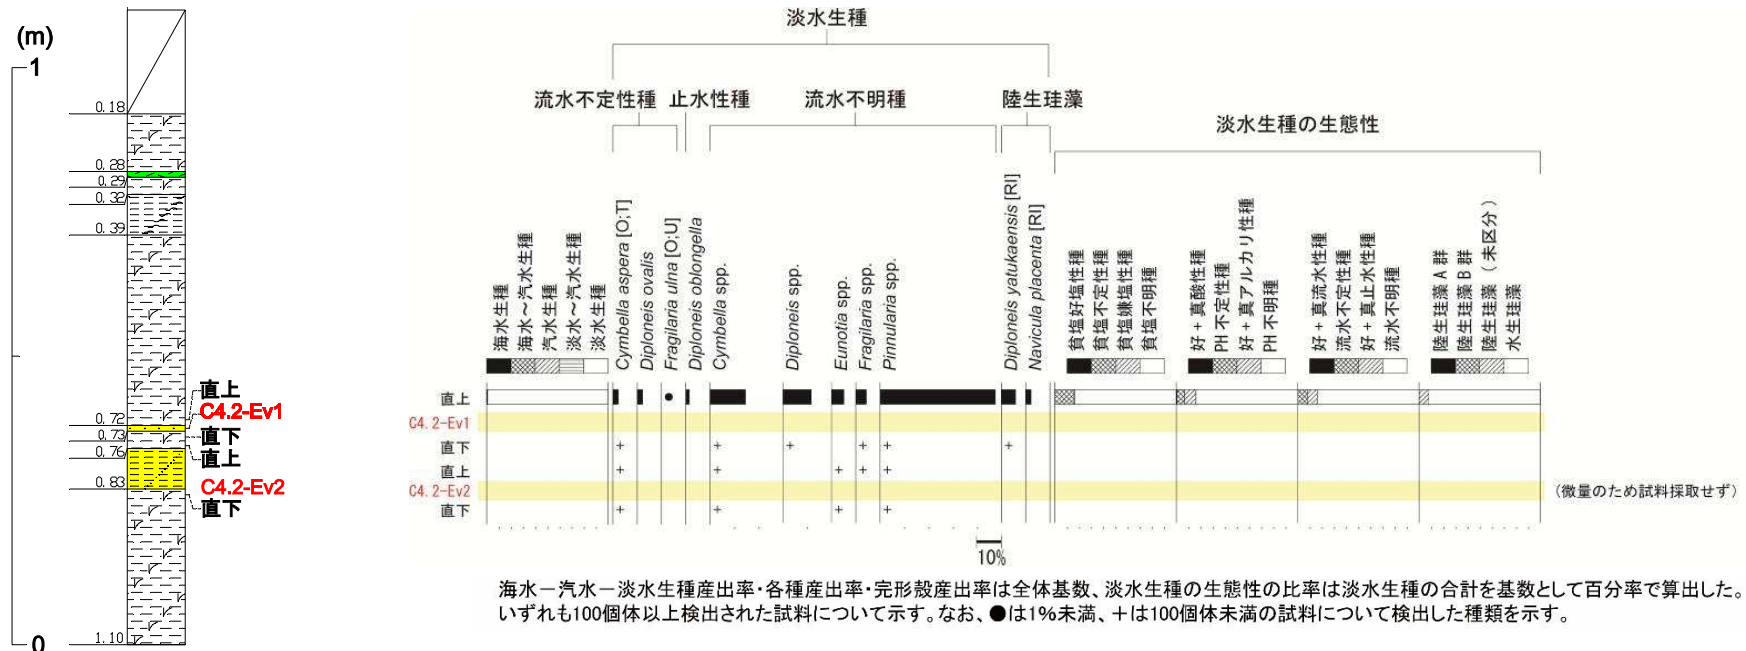 (m)
1
0.18
0.28
0.29
0.32
0.39
0.72
0.73
0.76
0.83
1.10
0
直上
C4.2-Ev1
直下
直上
C4.2-Ev2
直下
淡水生種
流水不定性種
止水性種
流水不明種
陸生珪藻
淡水生種の生態性
海水生種
海水～汽水生種
汽水生種
淡水～汽水生種
淡水生種
Cymbella aspera [O;T]
Diploneis ovalis
Fragilaria ulna [O;U]
Diploneis oblongella
Cymbella spp.
Diploneis spp.
Eunotia spp.
Fragilaria spp.
Pinnularia spp.
Diploneis yatukaensis [RI]
Navicula placenta [RI]
貧塩好塩性種
貧塩不定性種
貧塩嫌塩性種
貧塩不明種
好＋真酸性種
PH不定性種
好＋真アルカリ性種
PH不明種
好＋真流水性種
流水不定性種
好＋真止水性種
流水不明種
陸生珪藻A群
陸生珪藻B群
陸生珪藻（未区分）
水生珪藻
直上 ●
C4.2-Ev1
直下 + + + + + +
直上 + + + + +
C4.2-Ev2
(微量のため試料採取せず)
直下 + + + +
10%
海水－汽水－淡水生種産出率・各種産出率・完形殻産出率は全体基数、淡水生種の生態性の比率は淡水生種の合計を基数として百分率で算出した。
いずれも100個体以上検出された試料について示す。なお、●は1%未満、＋は100個体未満の試料について検出した種類を示す。